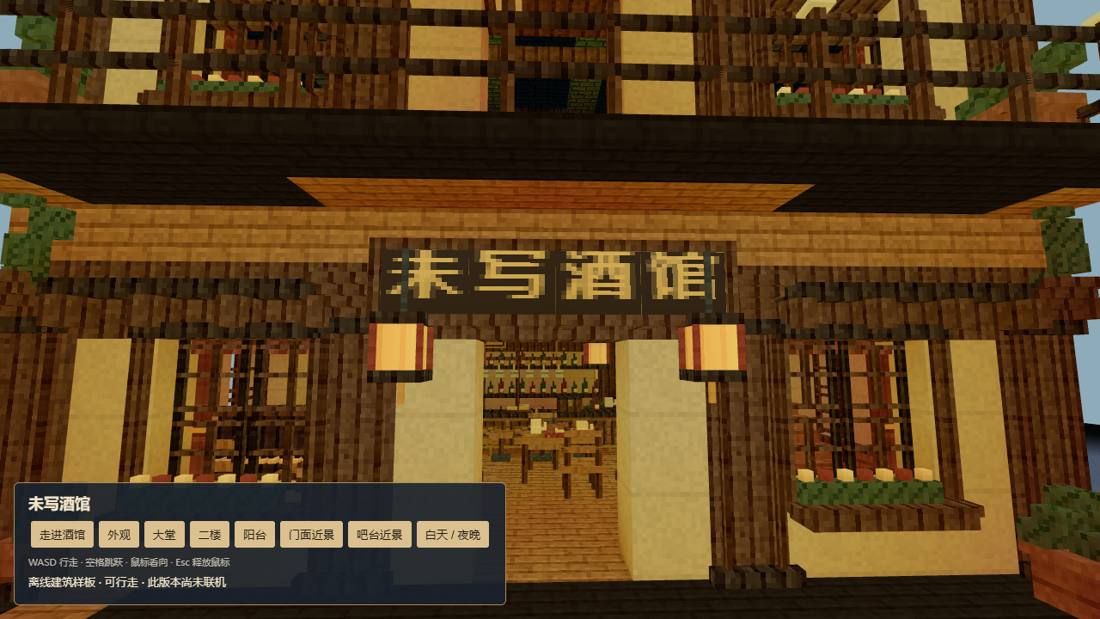 未写酒馆
未写酒馆
走进酒馆 外观 大堂 二楼 阳台 门面近景 吧台近景 白天 / 夜晚
WASD 行走 · 空格跳跃 · 鼠标看向 · Esc 释放鼠标
离线建筑样板 · 可行走 · 此版本尚未联机